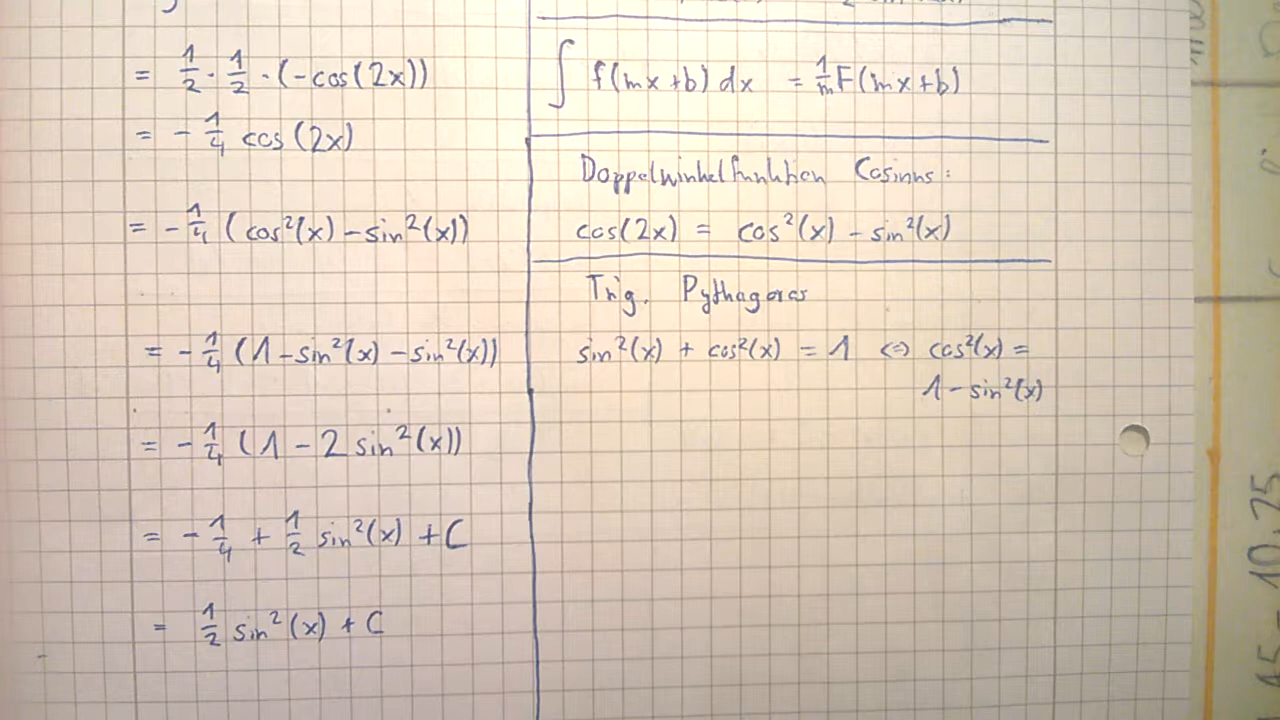 = 1/2 · 1/2 · (-cos(2x))
= - 1/4 cos(2x)
= - 1/4 (cos²(x) - sin²(x))
= - 1/4 (1 - sin²(x) - sin²(x))
= - 1/4 (1 - 2 sin²(x))
= - 1/4 + 1/2 sin²(x) + C
= 1/2 sin²(x) + C
∫ f(mx+b) dx = 1/m F(mx+b)
Doppelwinkelfunktion Cosinus:
cos(2x) = cos²(x) - sin²(x)
Trig. Pythagoras
sin²(x) + cos²(x) = 1 ⇔ cos²(x) =
1 - sin²(x)